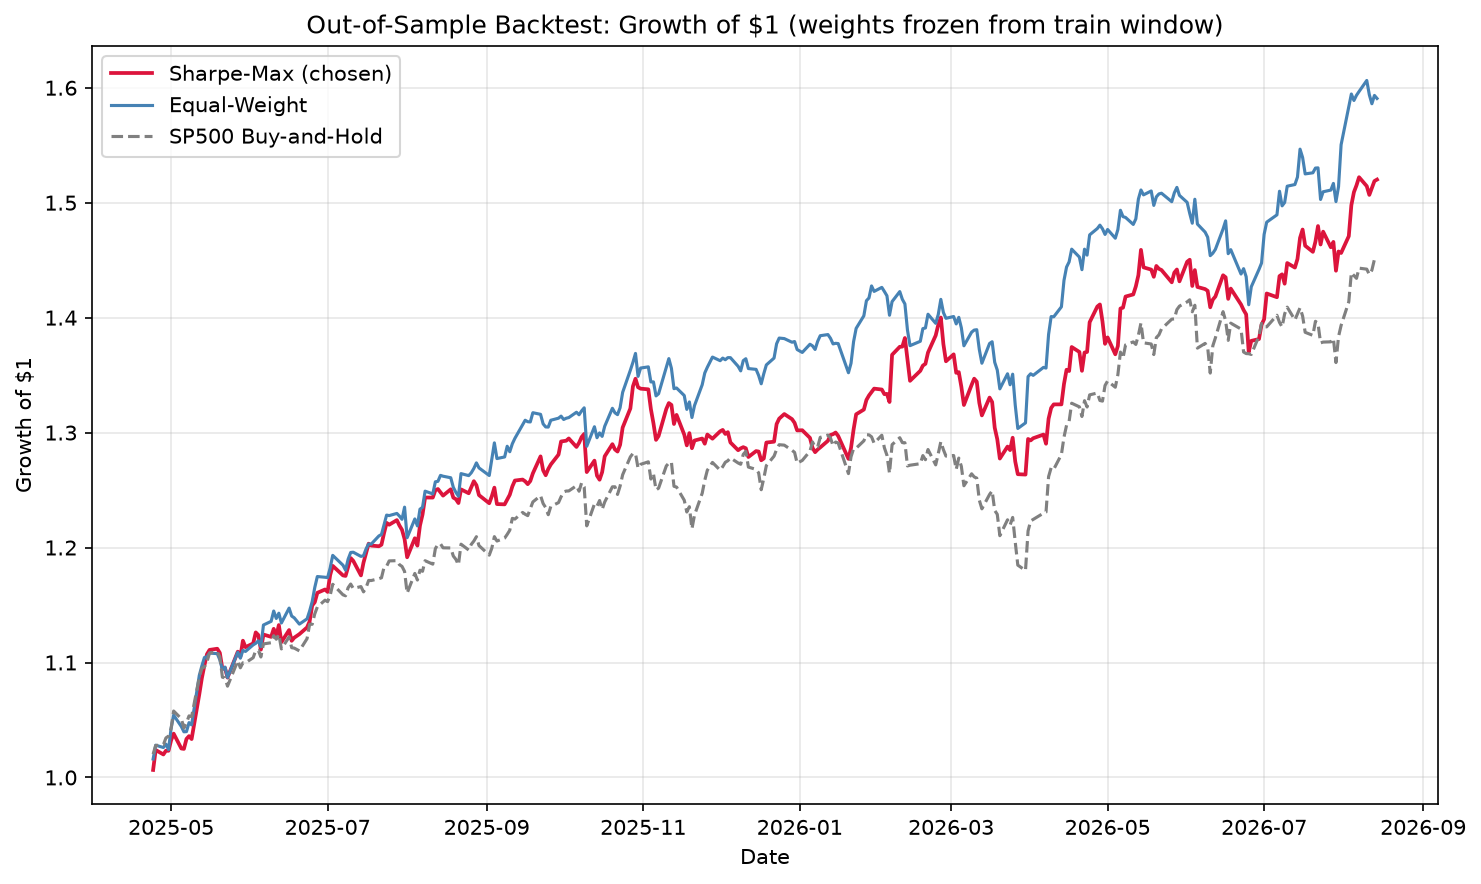 Out-of-Sample Backtest: Growth of $1 (weights frozen from train window)
Sharpe-Max (chosen)
Equal-Weight
SP500 Buy-and-Hold
1.6
1.5
1.4
1.3
1.2
1.1
1.0
Growth of $1
2025-05 2025-07 2025-09 2025-11 2026-01 2026-03 2026-05 2026-07 2026-09
Date